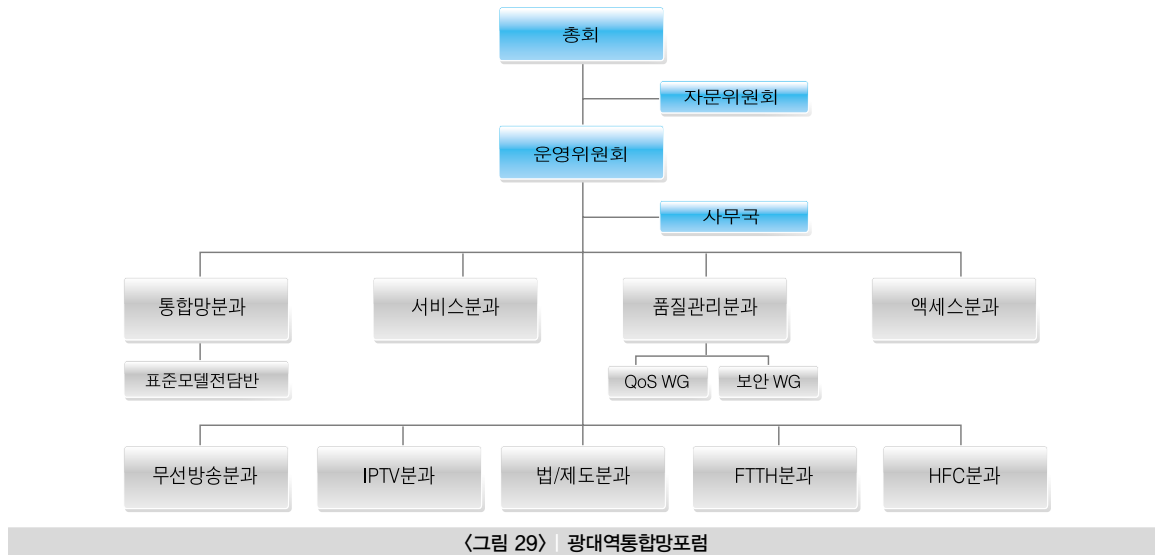 총회
자문위원회
운영위원회
사무국
통합망분과
서비스분과
품질관리분과
액세스분과
표준모델전담반
QoS WG
보안 WG
무선방송분과
IPTV분과
법/제도분과
FTTH분과
HFC분과
〈그림 29〉 | 광대역통합망포럼